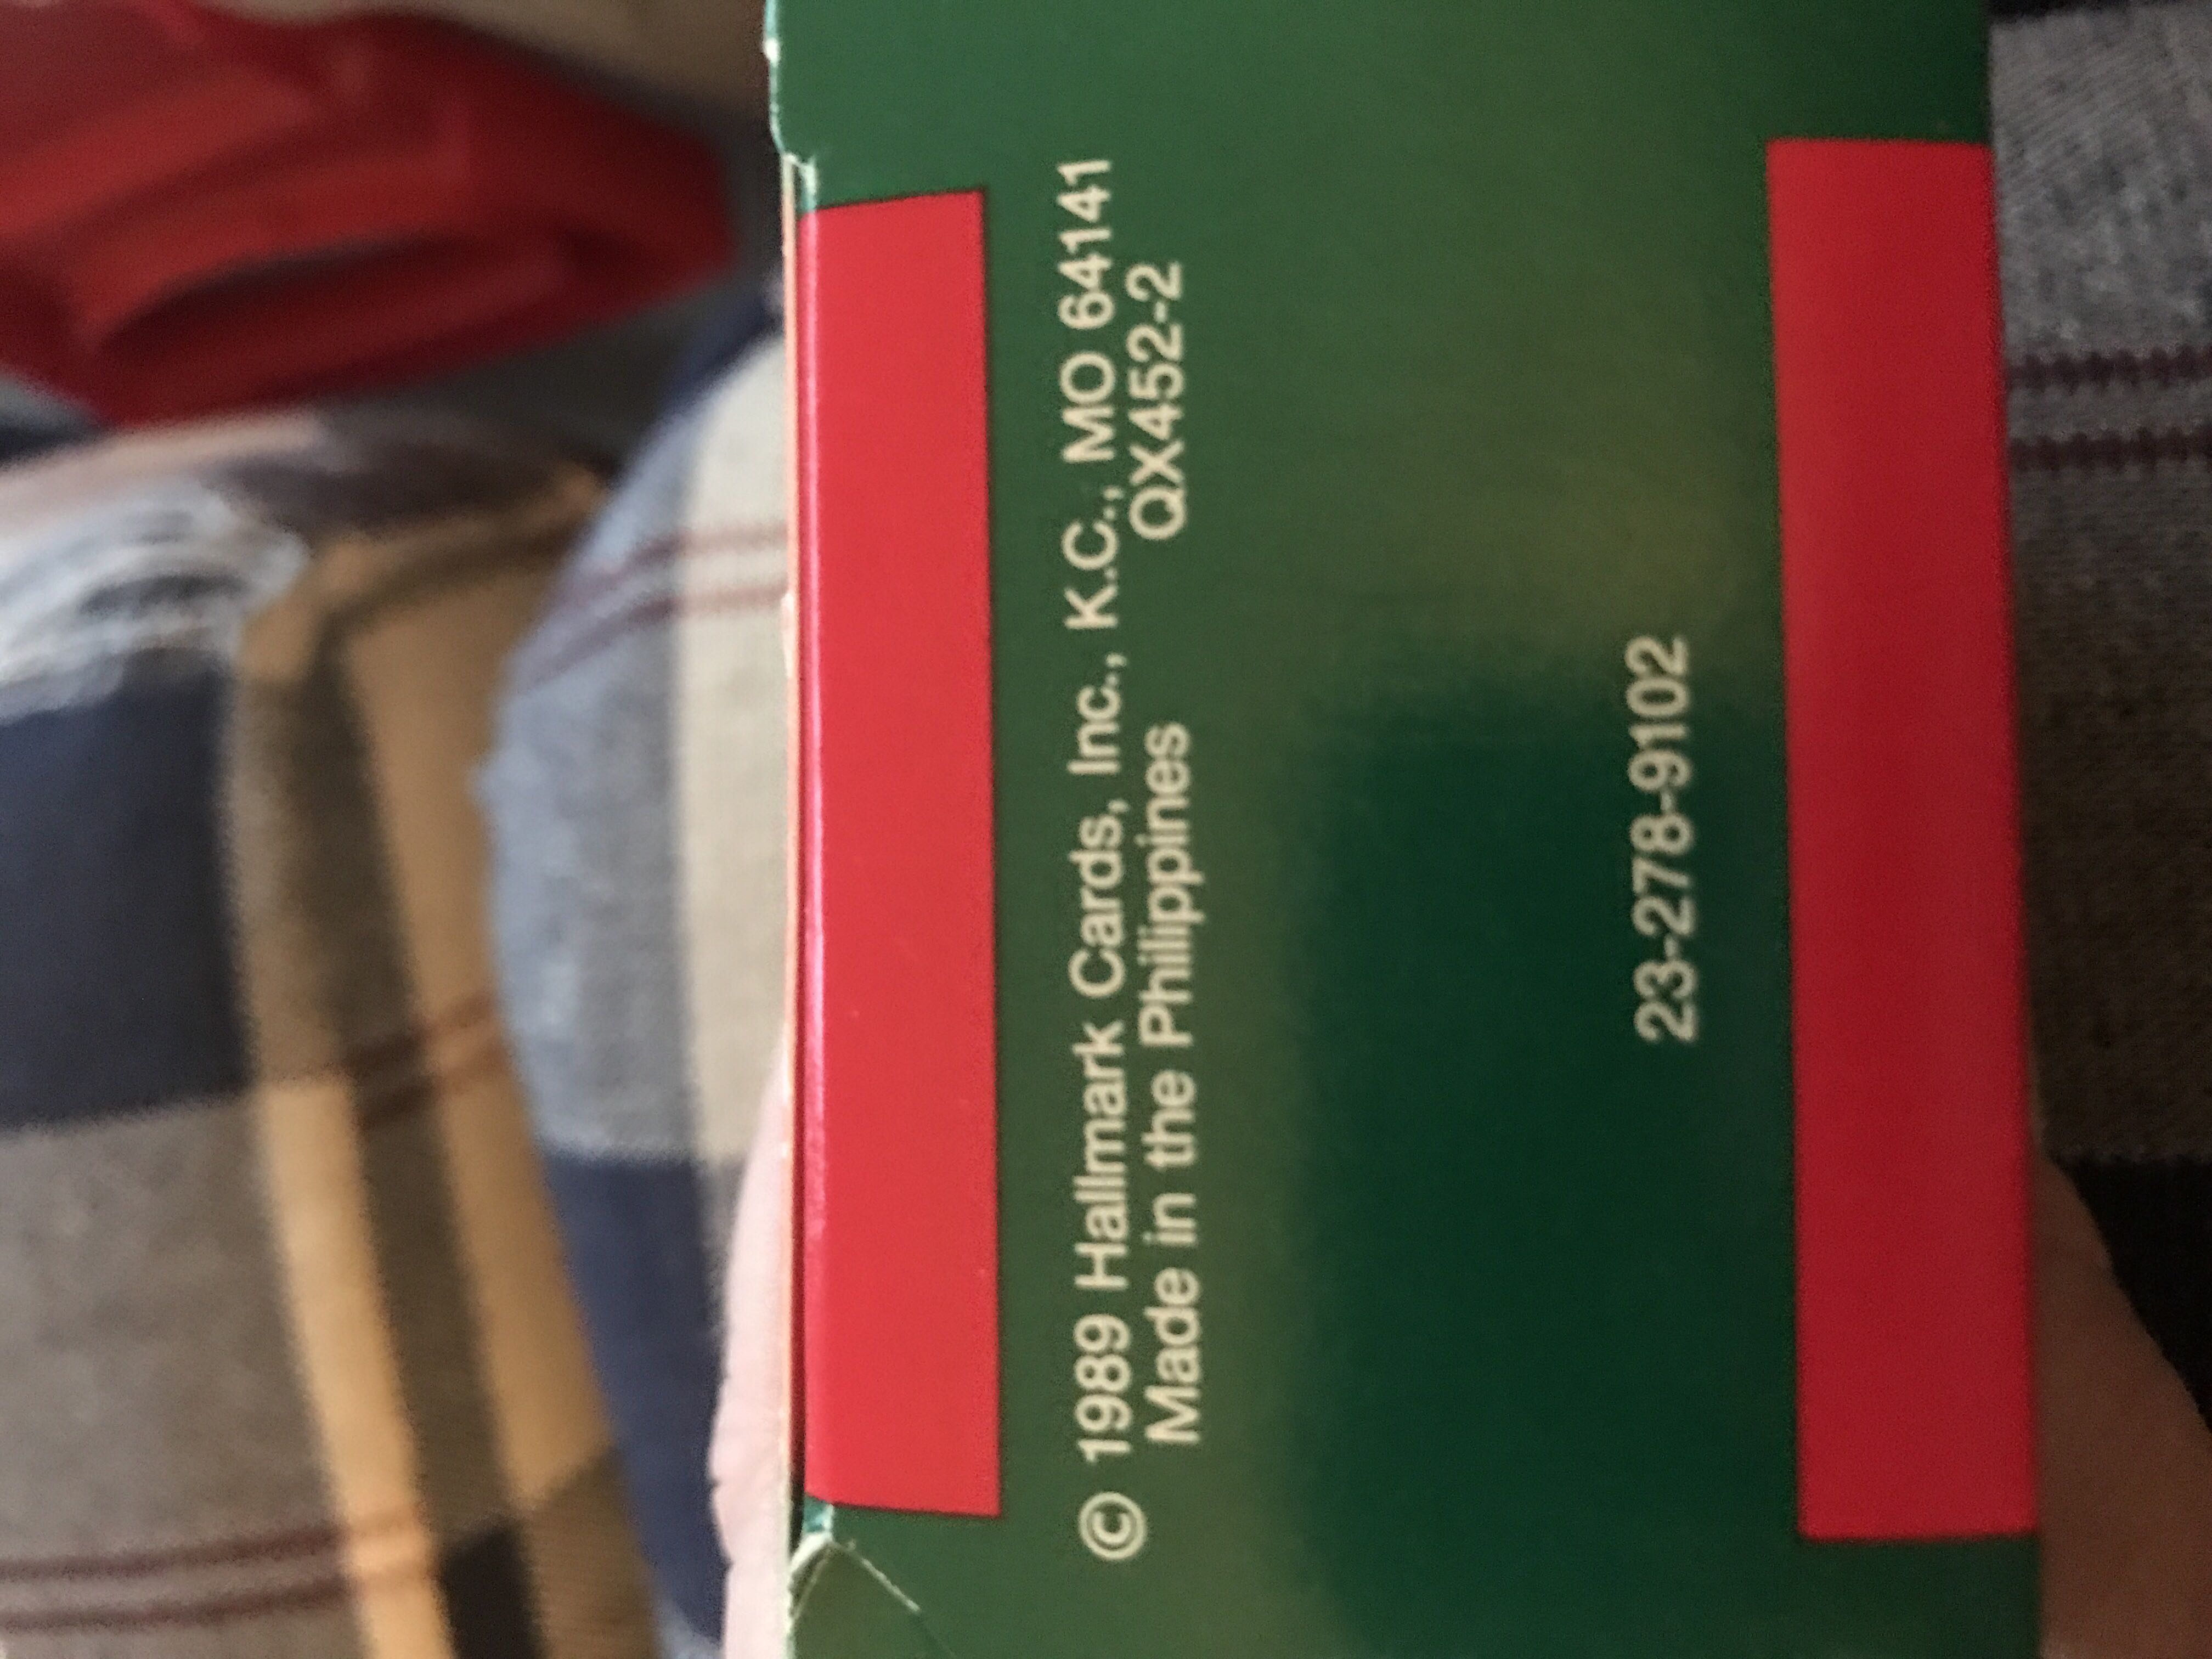 © 1989 Hallmark Cards, Inc., K.C., MO 64141
Made in the Philippines QX452-2
23-278-9102